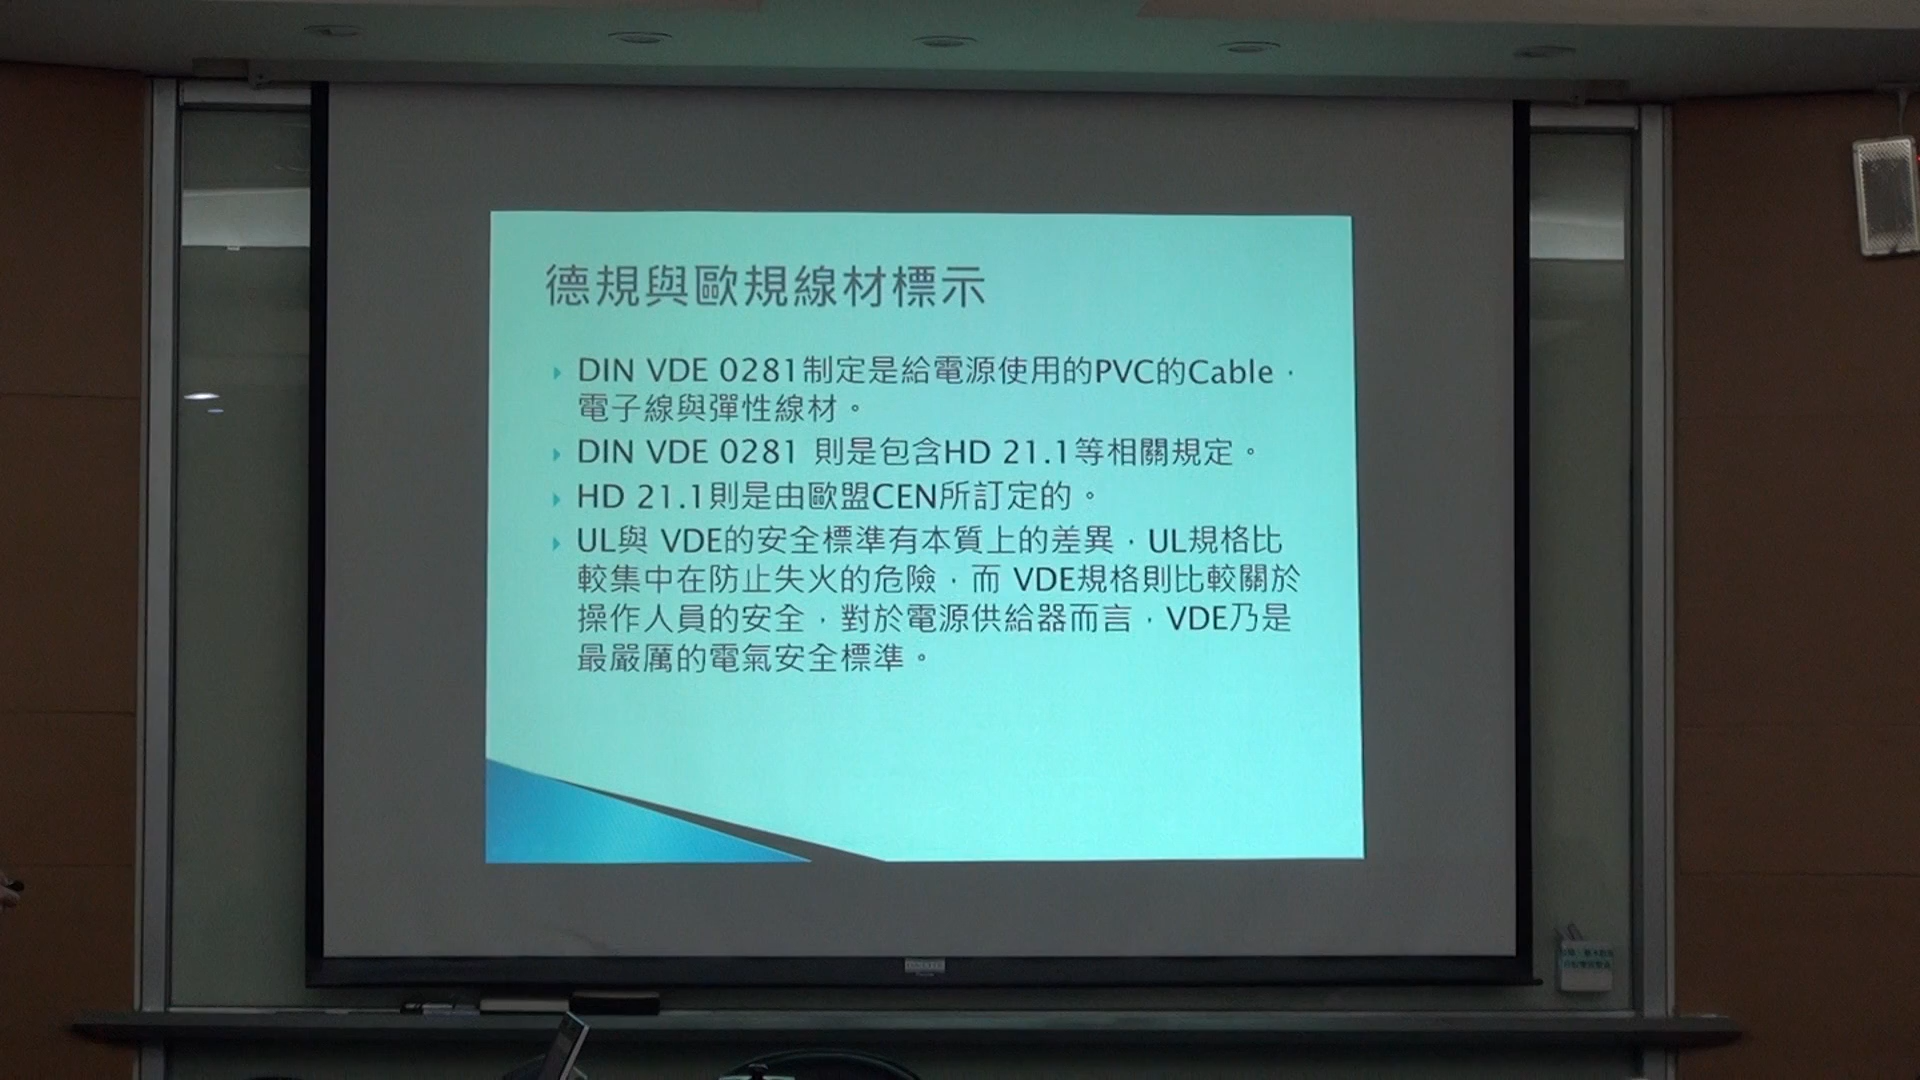 德規與歐規線材標示
DIN VDE 0281制定是給電源使用的PVC的Cable，
電子線與彈性線材。
DIN VDE 0281 則是包含HD 21.1等相關規定。
HD 21.1則是由歐盟CEN所訂定的。
UL與 VDE的安全標準有本質上的差異，UL規格比
較集中在防止失火的危險，而 VDE規格則比較關於
操作人員的安全，對於電源供給器而言，VDE乃是
最嚴厲的電氣安全標準。